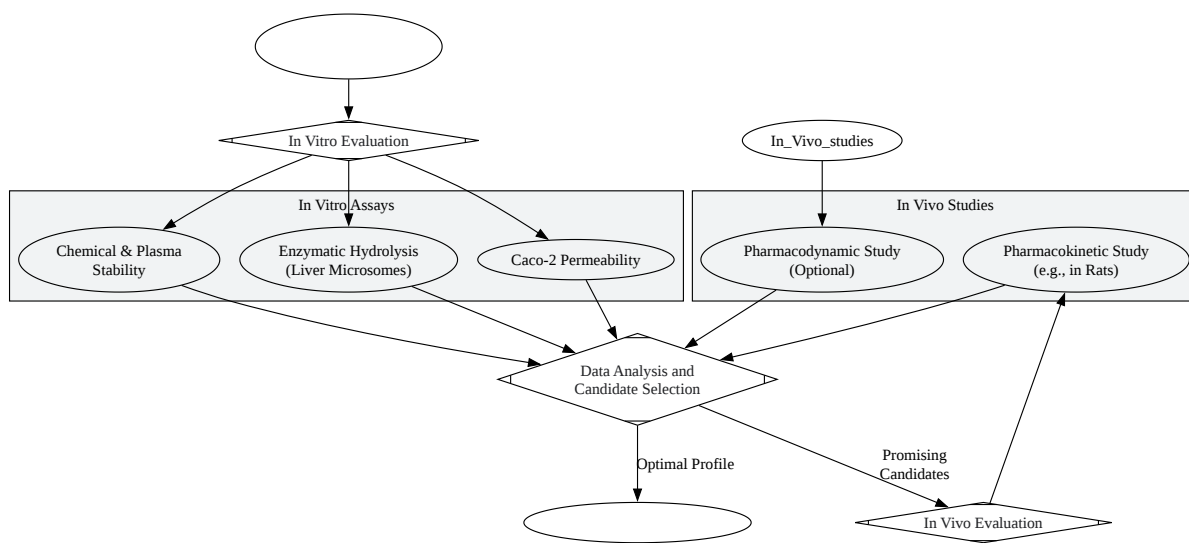 In Vitro Evaluation
In_Vivo_studies
In Vitro Assays
In Vivo Studies
Chemical & Plasma
Stability
Enzymatic Hydrolysis
(Liver Microsomes)
Caco-2 Permeability
Pharmacodynamic Study
(Optional)
Pharmacokinetic Study
(e.g., in Rats)
Data Analysis and
Candidate Selection
Optimal Profile
Promising
Candidates
In Vivo Evaluation